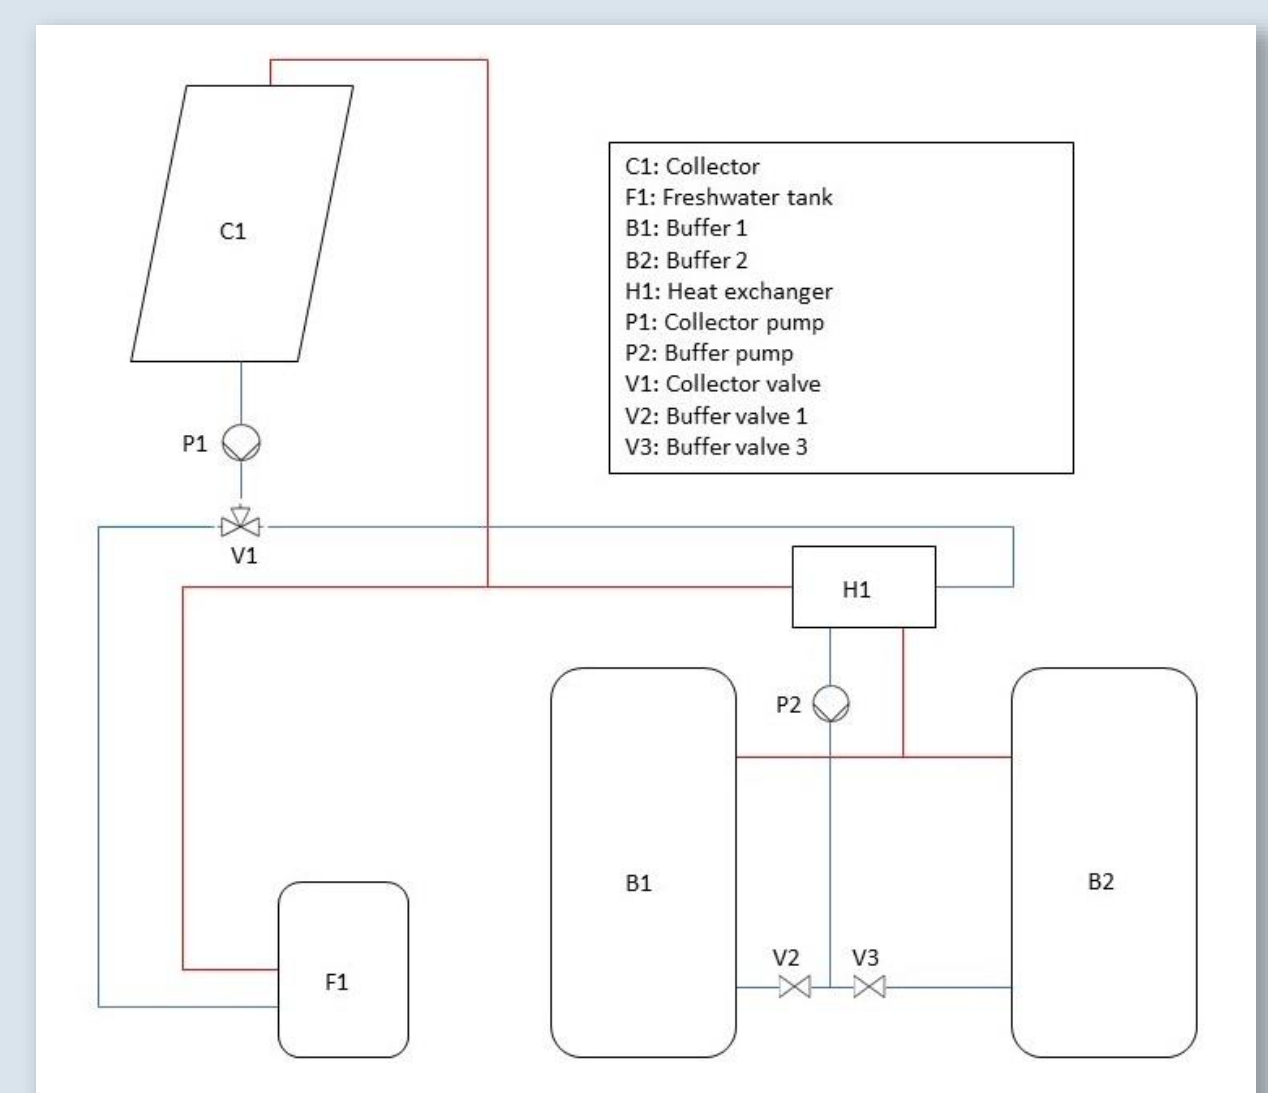 C1
C1: Collector
F1: Freshwater tank
B1: Buffer 1
B2: Buffer 2
H1: Heat exchanger
P1: Collector pump
P2: Buffer pump
V1: Collector valve
V2: Buffer valve 1
V3: Buffer valve 3
P1
V1
H1
P2
B1
B2
V2
V3
F1